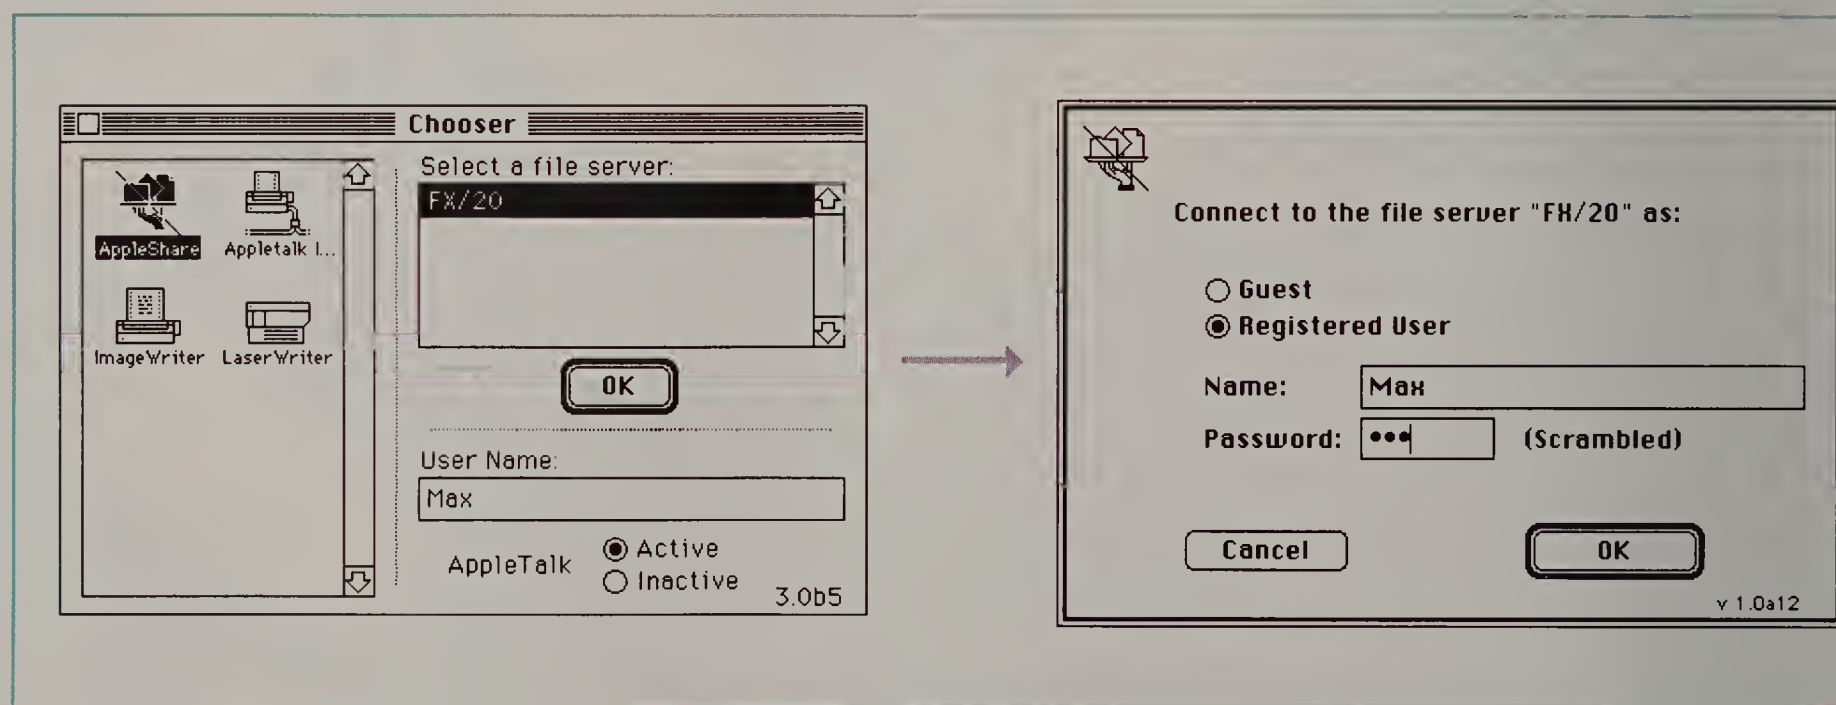 Chooser
AppleShare
Appletalk I...
ImageWriter
LaserWriter
Select a file server:
FX/20
OK
User Name:
Max
AppleTalk
Active
Inactive
3.0b5
Connect to the file server "FX/20" as:
Guest
Registered User
Name:
Max
Password:
•••
(Scrambled)
Cancel
OK
v 1.0a12